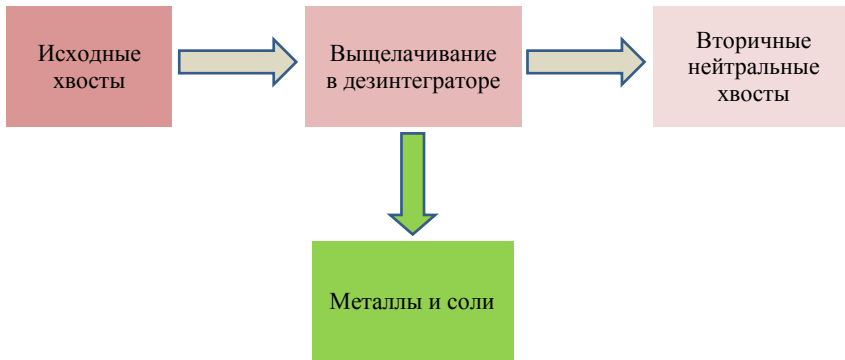 Исходные
хвосты
Выщелачивание
в дезинтеграторе
Вторичные
нейтральные
хвосты
Металлы и соли